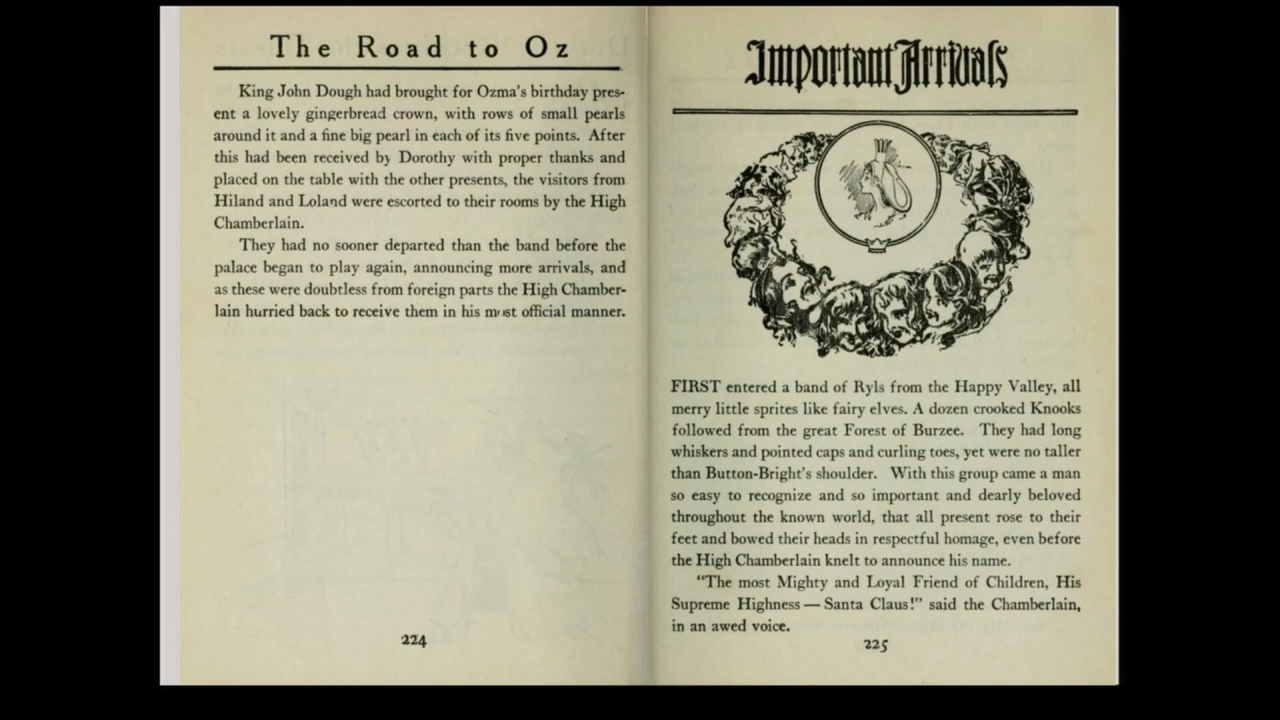 The Road to Oz
King John Dough had brought for Ozma's birthday pres-
ent a lovely gingerbread crown, with rows of small pearls
around it and a fine big pearl in each of its five points. After
this had been received by Dorothy with proper thanks and
placed on the table with the other presents, the visitors from
Hiland and Loland were escorted to their rooms by the High
Chamberlain.
They had no sooner departed than the band before the
palace began to play again, announcing more arrivals, and
as these were doubtless from foreign parts the High Chamber-
lain hurried back to receive them in his most official manner.
224
Important Arrivals
FIRST entered a band of Ryls from the Happy Valley, all
merry little sprites like fairy elves. A dozen crooked Knooks
followed from the great Forest of Burzee. They had long
whiskers and pointed caps and curling toes, yet were no taller
than Button-Bright's shoulder. With this group came a man
so easy to recognize and so important and dearly beloved
throughout the known world, that all present rose to their
feet and bowed their heads in respectful homage, even before
the High Chamberlain knelt to announce his name.
"The most Mighty and Loyal Friend of Children, His
Supreme Highness — Santa Claus!" said the Chamberlain,
in an awed voice.
225